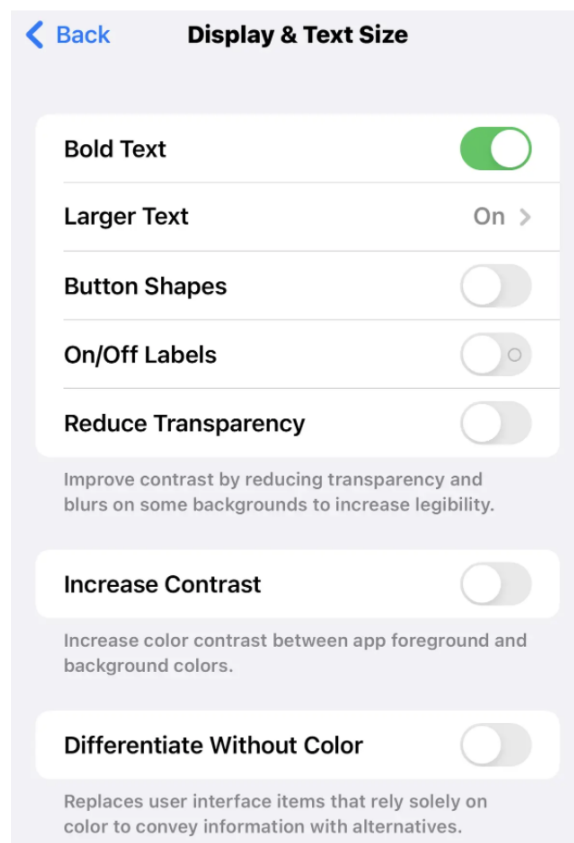 Back
Display & Text Size
Bold Text
Larger Text
On
Button Shapes
On/Off Labels
Reduce Transparency
Improve contrast by reducing transparency and
blurs on some backgrounds to increase legibility.
Increase Contrast
Increase color contrast between app foreground and
background colors.
Differentiate Without Color
Replaces user interface items that rely solely on
color to convey information with alternatives.